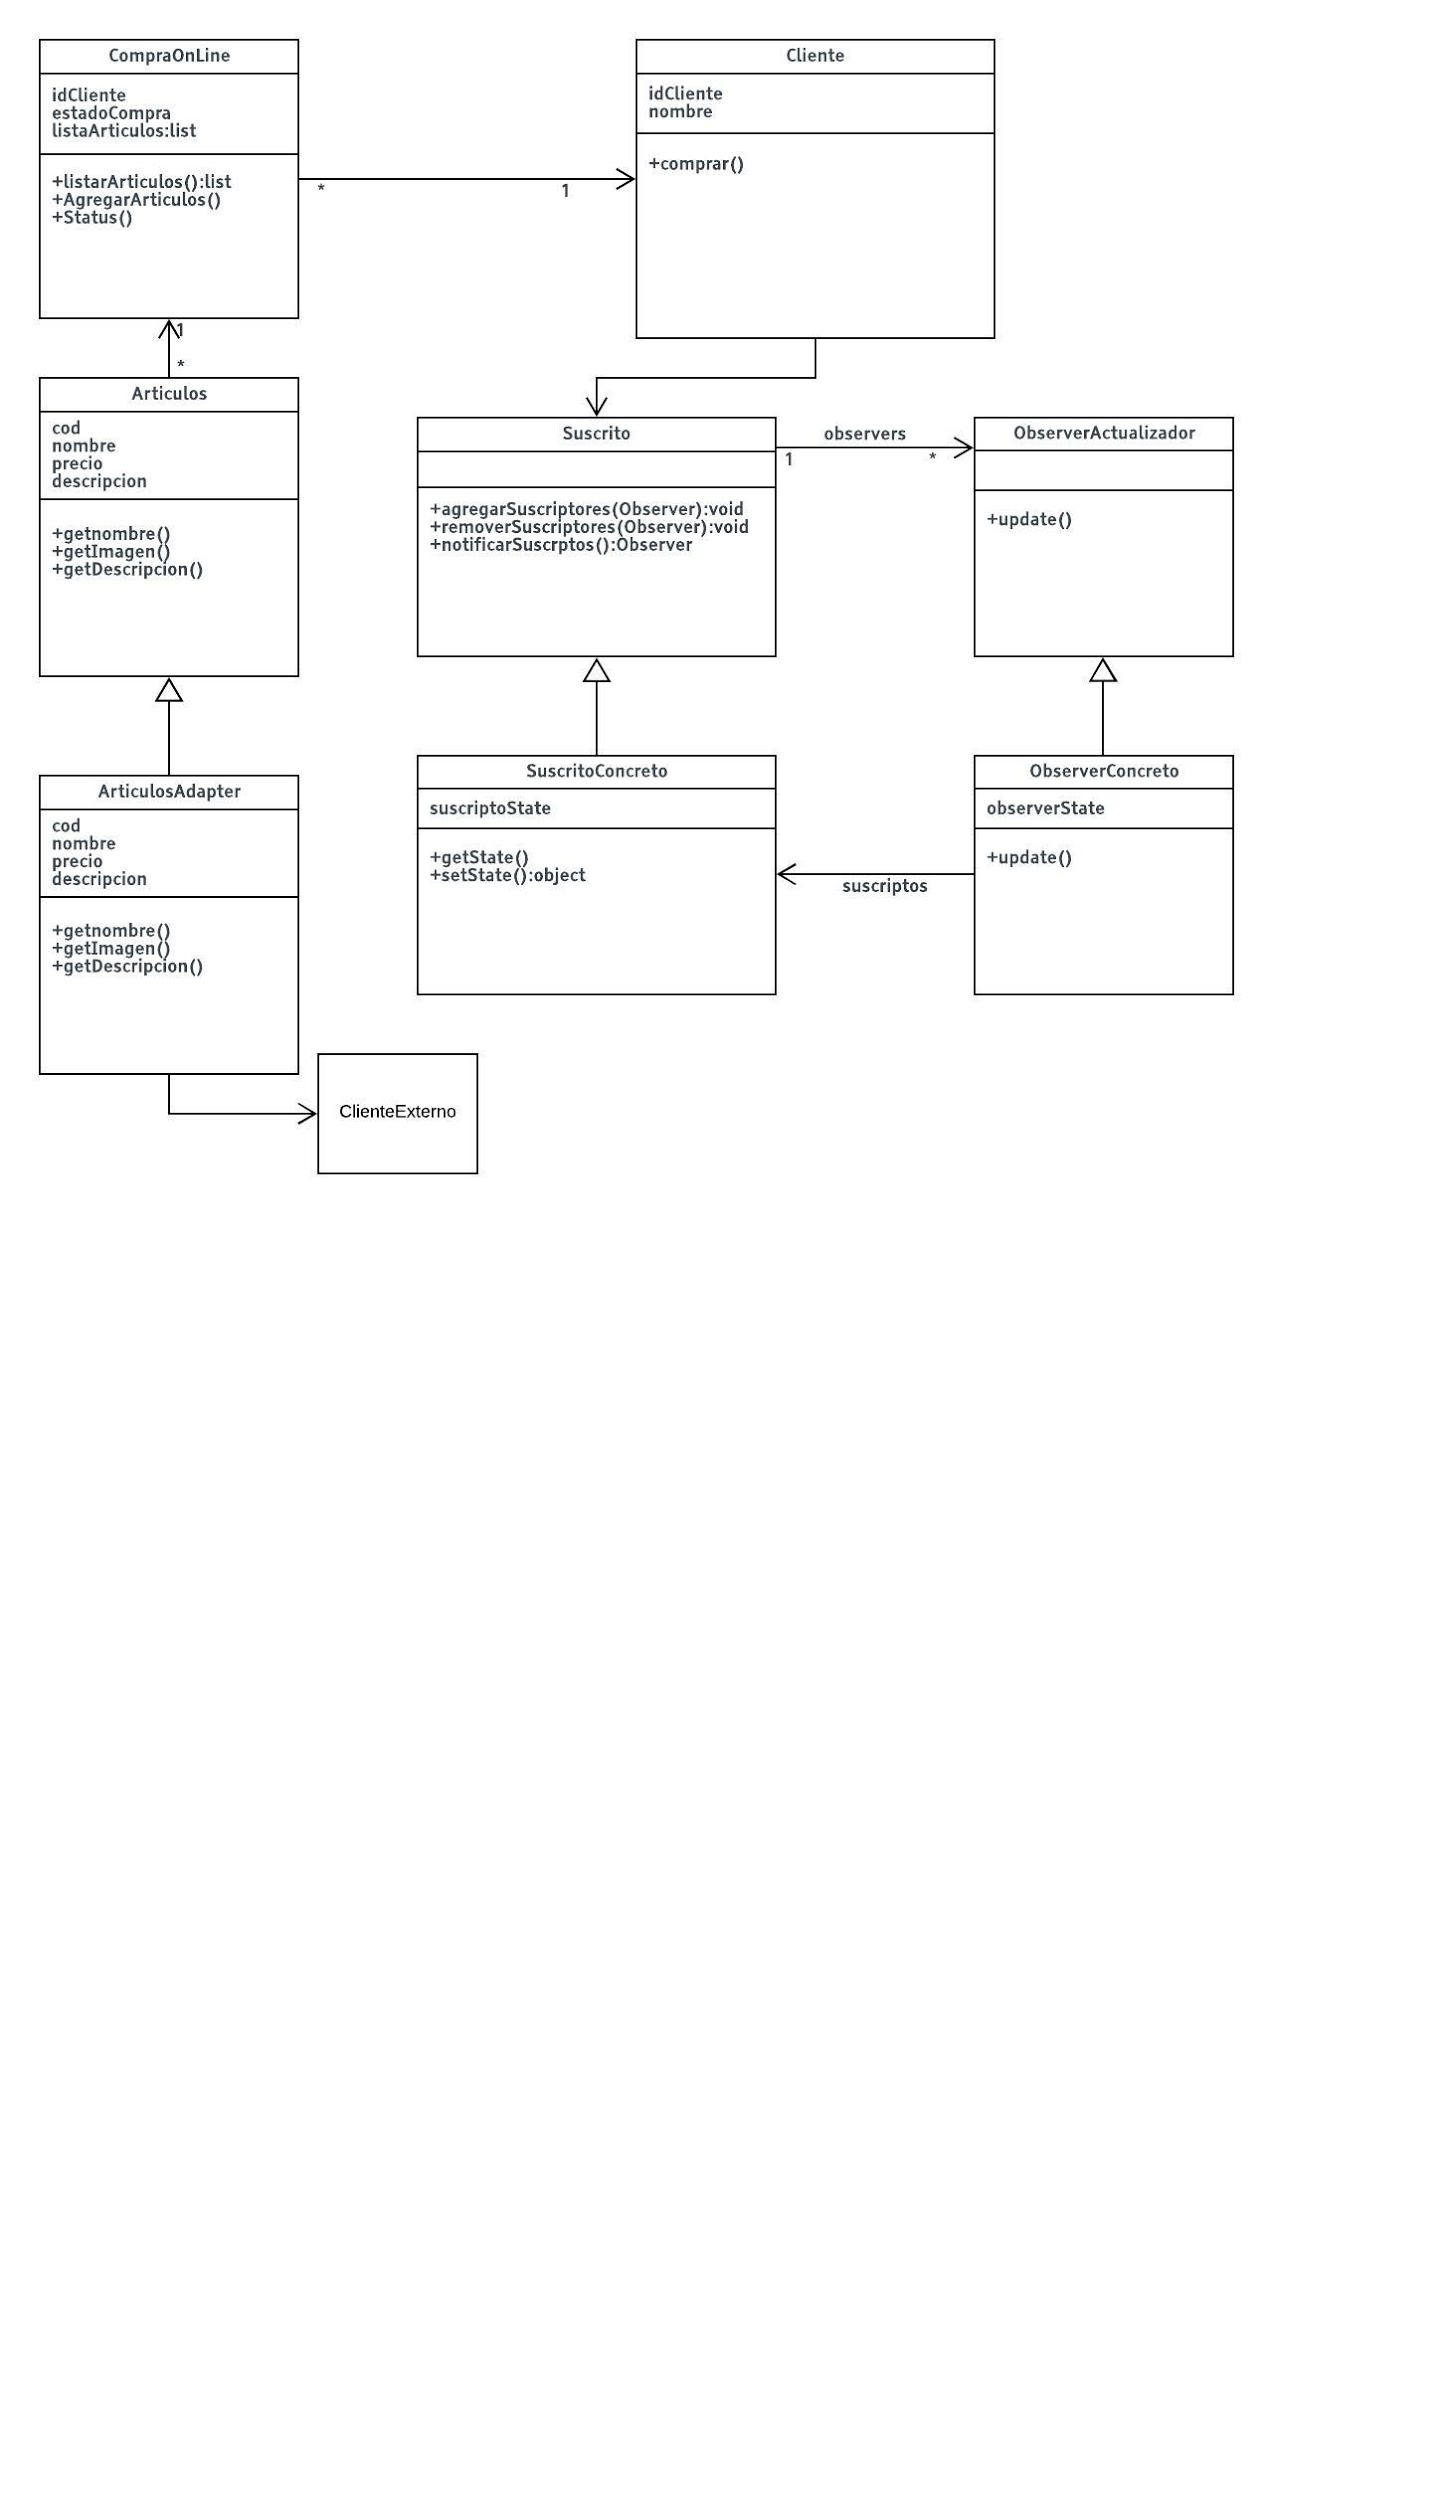 CompraOnLine
idCliente
estadoCompra
listaArticulos:list
+listarArticulos():list
+AgregarArticulos()
+Status()
*
1
Cliente
idCliente
nombre
+comprar()
1
*
Articulos
cod
nombre
precio
descripcion
+getnombre()
+getImagen()
+getDescripcion()
Suscrito
+agregarSuscriptores(Observer):void
+removerSuscriptores(Observer):void
+notificarSuscrptos():Observer
observers
1
*
ObserverActualizador
+update()
ArticulosAdapter
cod
nombre
precio
descripcion
+getnombre()
+getImagen()
+getDescripcion()
SuscritoConcreto
suscriptoState
+getState()
+setState():object
suscriptos
ObserverConcreto
observerState
+update()
ClienteExterno